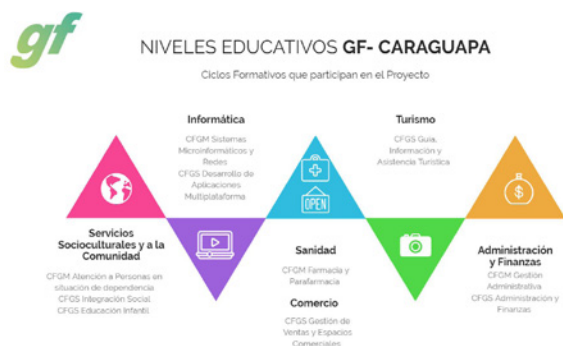 gf
NIVELES EDUCATIVOS GF- CARAGUAPA
Ciclos Formativos que participan en el Proyecto
Informática
CFGM Sistemas
Microinformáticos y
Redes
CFGS Desarrollo de
Aplicaciones
Multiplataforma
Turismo
CFGS Guia,
Información y
Asistencia Turística
OPEN
$
Servicios
Socioculturales y a la
Comunidad
CFGM Atención a Personas en
situación de dependencia
CFGS Integración Social
CFGS Educación Infantil
Sanidad
CFGM Farmacia y
Parafarmacia
Comercio
CFGS Gestión de
Ventas y Espacios
Comerciales
Administración
y Finanzas
CFGM Gestión
Administrativa
CFGS Administración y
Finanzas